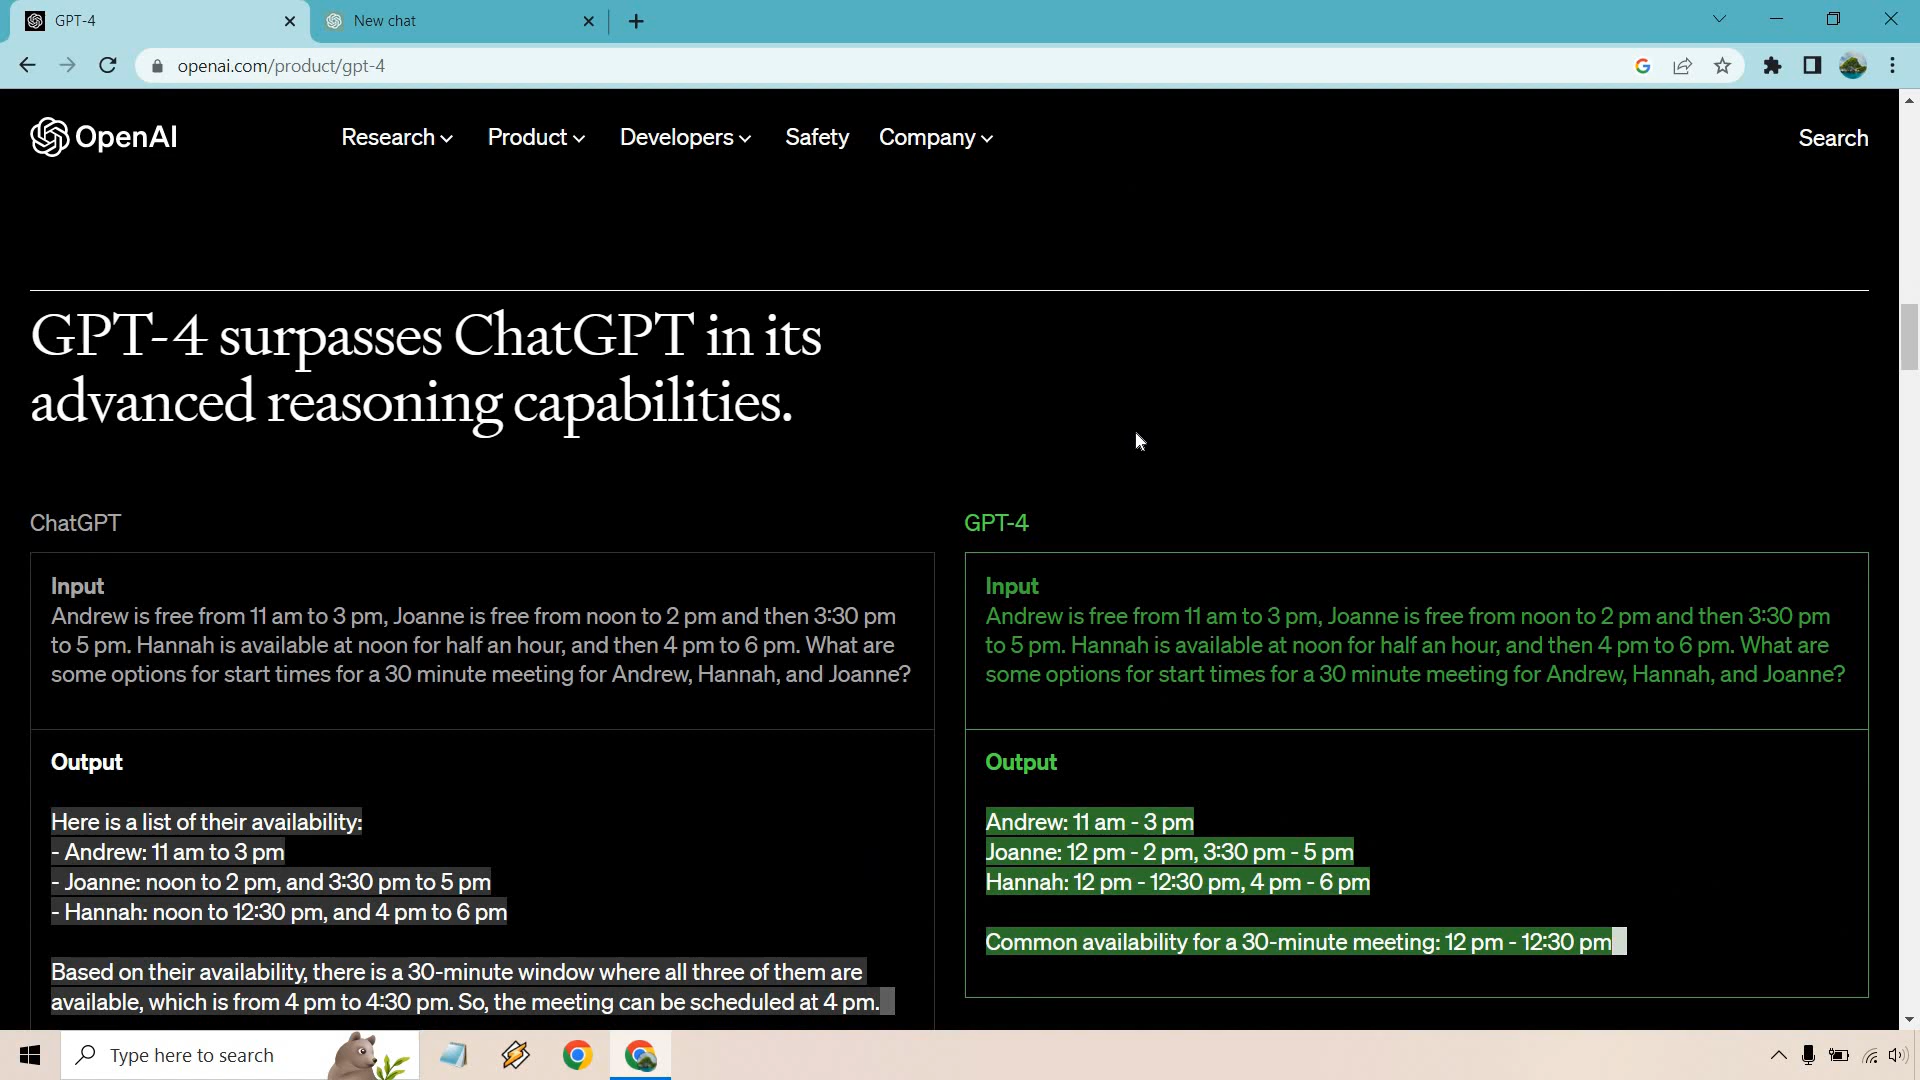 GPT-4
New chat
openai.com/product/gpt-4
OpenAI
Research
Product
Developers
Safety
Company
Search
GPT-4 surpasses ChatGPT in its
advanced reasoning capabilities.
ChatGPT
Input
Andrew is free from 11 am to 3 pm, Joanne is free from noon to 2 pm and then 3:30 pm
to 5 pm. Hannah is available at noon for half an hour, and then 4 pm to 6 pm. What are
some options for start times for a 30 minute meeting for Andrew, Hannah, and Joanne?
Output
Here is a list of their availability:
- Andrew: 11 am to 3 pm
- Joanne: noon to 2 pm, and 3:30 pm to 5 pm
- Hannah: noon to 12:30 pm, and 4 pm to 6 pm
Based on their availability, there is a 30-minute window where all three of them are
available, which is from 4 pm to 4:30 pm. So, the meeting can be scheduled at 4 pm.
GPT-4
Input
Andrew is free from 11 am to 3 pm, Joanne is free from noon to 2 pm and then 3:30 pm
to 5 pm. Hannah is available at noon for half an hour, and then 4 pm to 6 pm. What are
some options for start times for a 30 minute meeting for Andrew, Hannah, and Joanne?
Output
Andrew: 11 am - 3 pm
Joanne: 12 pm - 2 pm, 3:30 pm - 5 pm
Hannah: 12 pm - 12:30 pm, 4 pm - 6 pm
Common availability for a 30-minute meeting: 12 pm - 12:30 pm
Type here to search